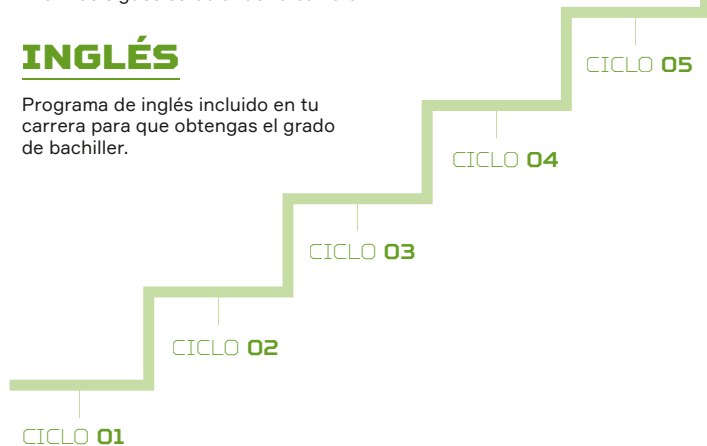 INGLÉS
Programa de inglés incluido en tu
carrera para que obtengas el grado
de bachiller.
CICLO 05
CICLO 04
CICLO 03
CICLO 02
CICLO 01